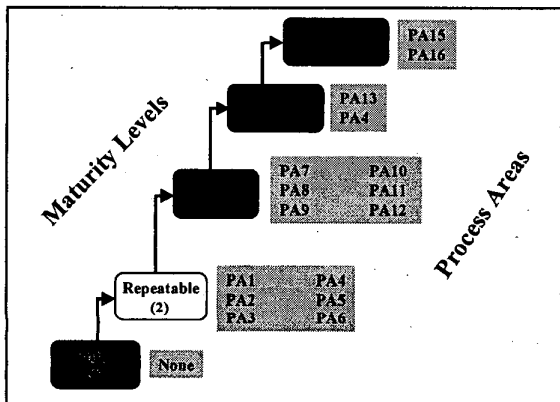 PA15
PA16
PA13
PA4
Maturity Levels
PA7 PA10
PA8 PA11
PA9 PA12
Process Areas
Repeatable
(2)
PA1 PA4
PA2 PA5
PA3 PA6
None